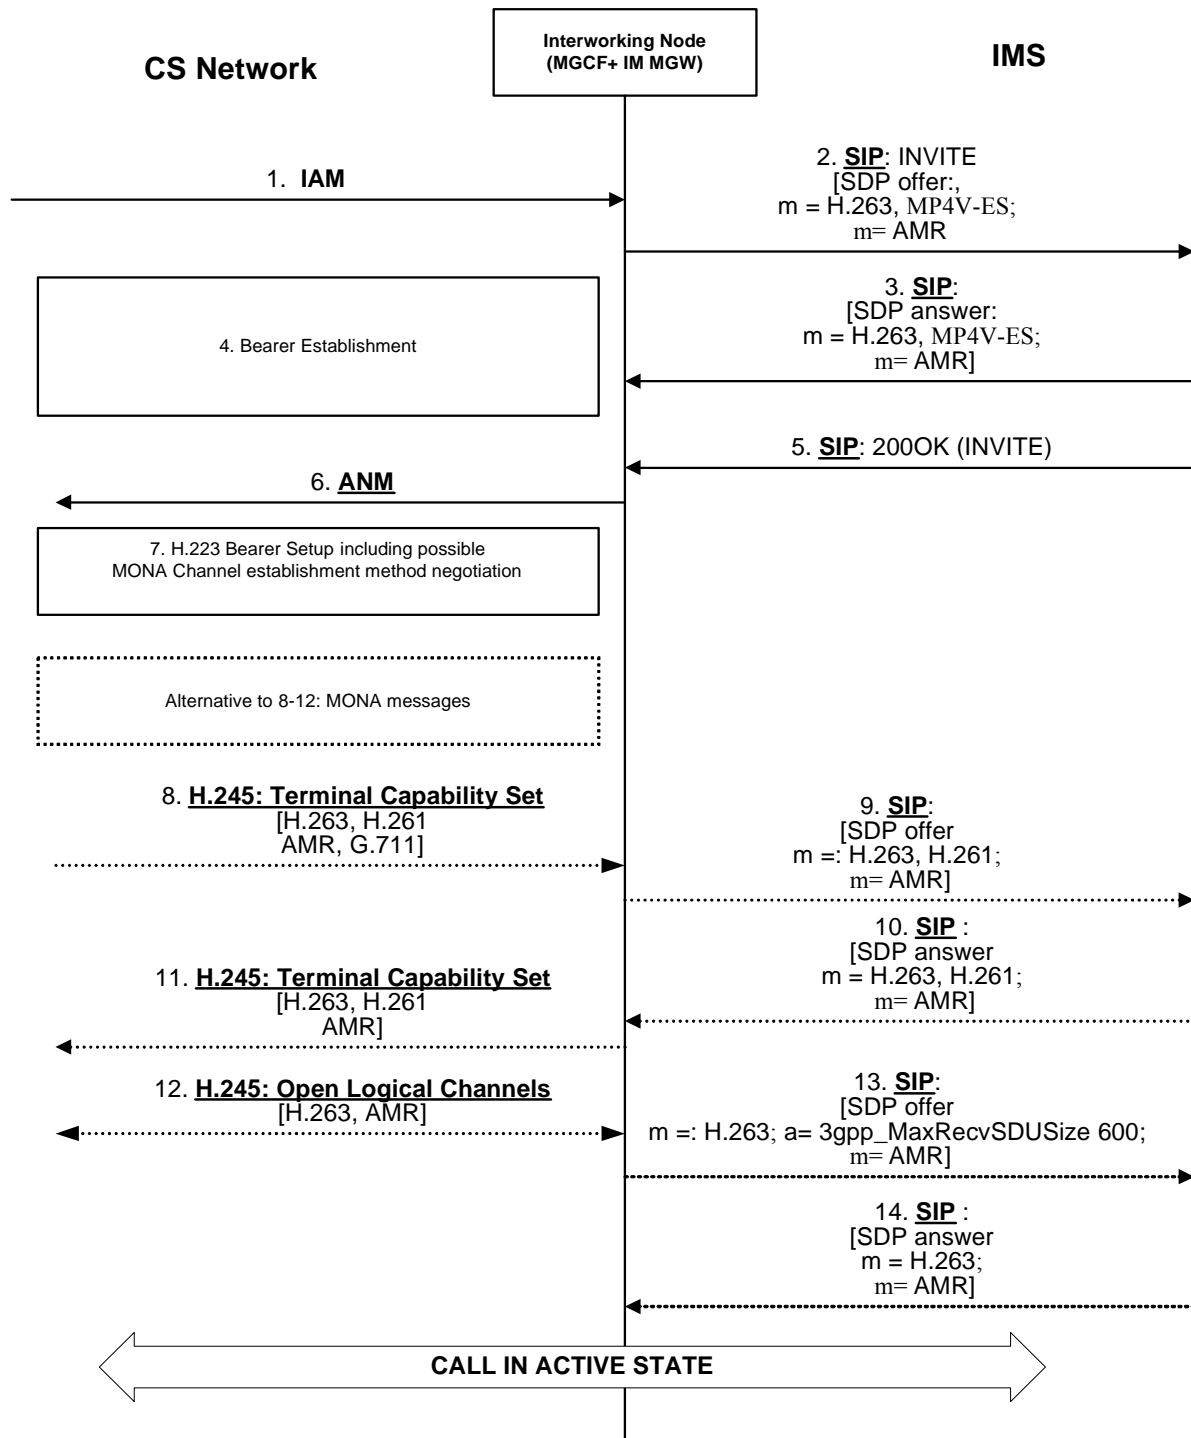 CS Network
Interworking Node
(MGCF+ IM MGW)
IMS
1. IAM
2. SIP: INVITE
[SDP offer:,
m = H.263, MP4V-ES;
m= AMR
3. SIP:
[SDP answer:
m = H.263, MP4V-ES;
m= AMR]
4. Bearer Establishment
5. SIP: 200OK (INVITE)
6. ANM
7. H.223 Bearer Setup including possible
MONA Channel establishment method negotiation
Alternative to 8-12: MONA messages
8. H.245: Terminal Capability Set
[H.263, H.261
AMR, G.711]
9. SIP:
[SDP offer
m =: H.263, H.261;
m= AMR]
10. SIP :
[SDP answer
m = H.263, H.261;
m= AMR]
11. H.245: Terminal Capability Set
[H.263, H.261
AMR]
12. H.245: Open Logical Channels
[H.263, AMR]
13. SIP:
[SDP offer
m =: H.263; a= 3gpp_MaxRecvSDUSize 600;
m= AMR]
14. SIP :
[SDP answer
m = H.263;
m= AMR]
CALL IN ACTIVE STATE